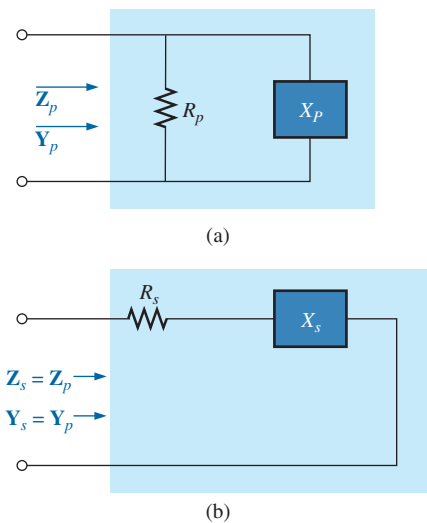 Z_p
R_p
X_P
Y_p
(a)
R_s
X_s
Z_s = Z_p
Y_s = Y_p
(b)